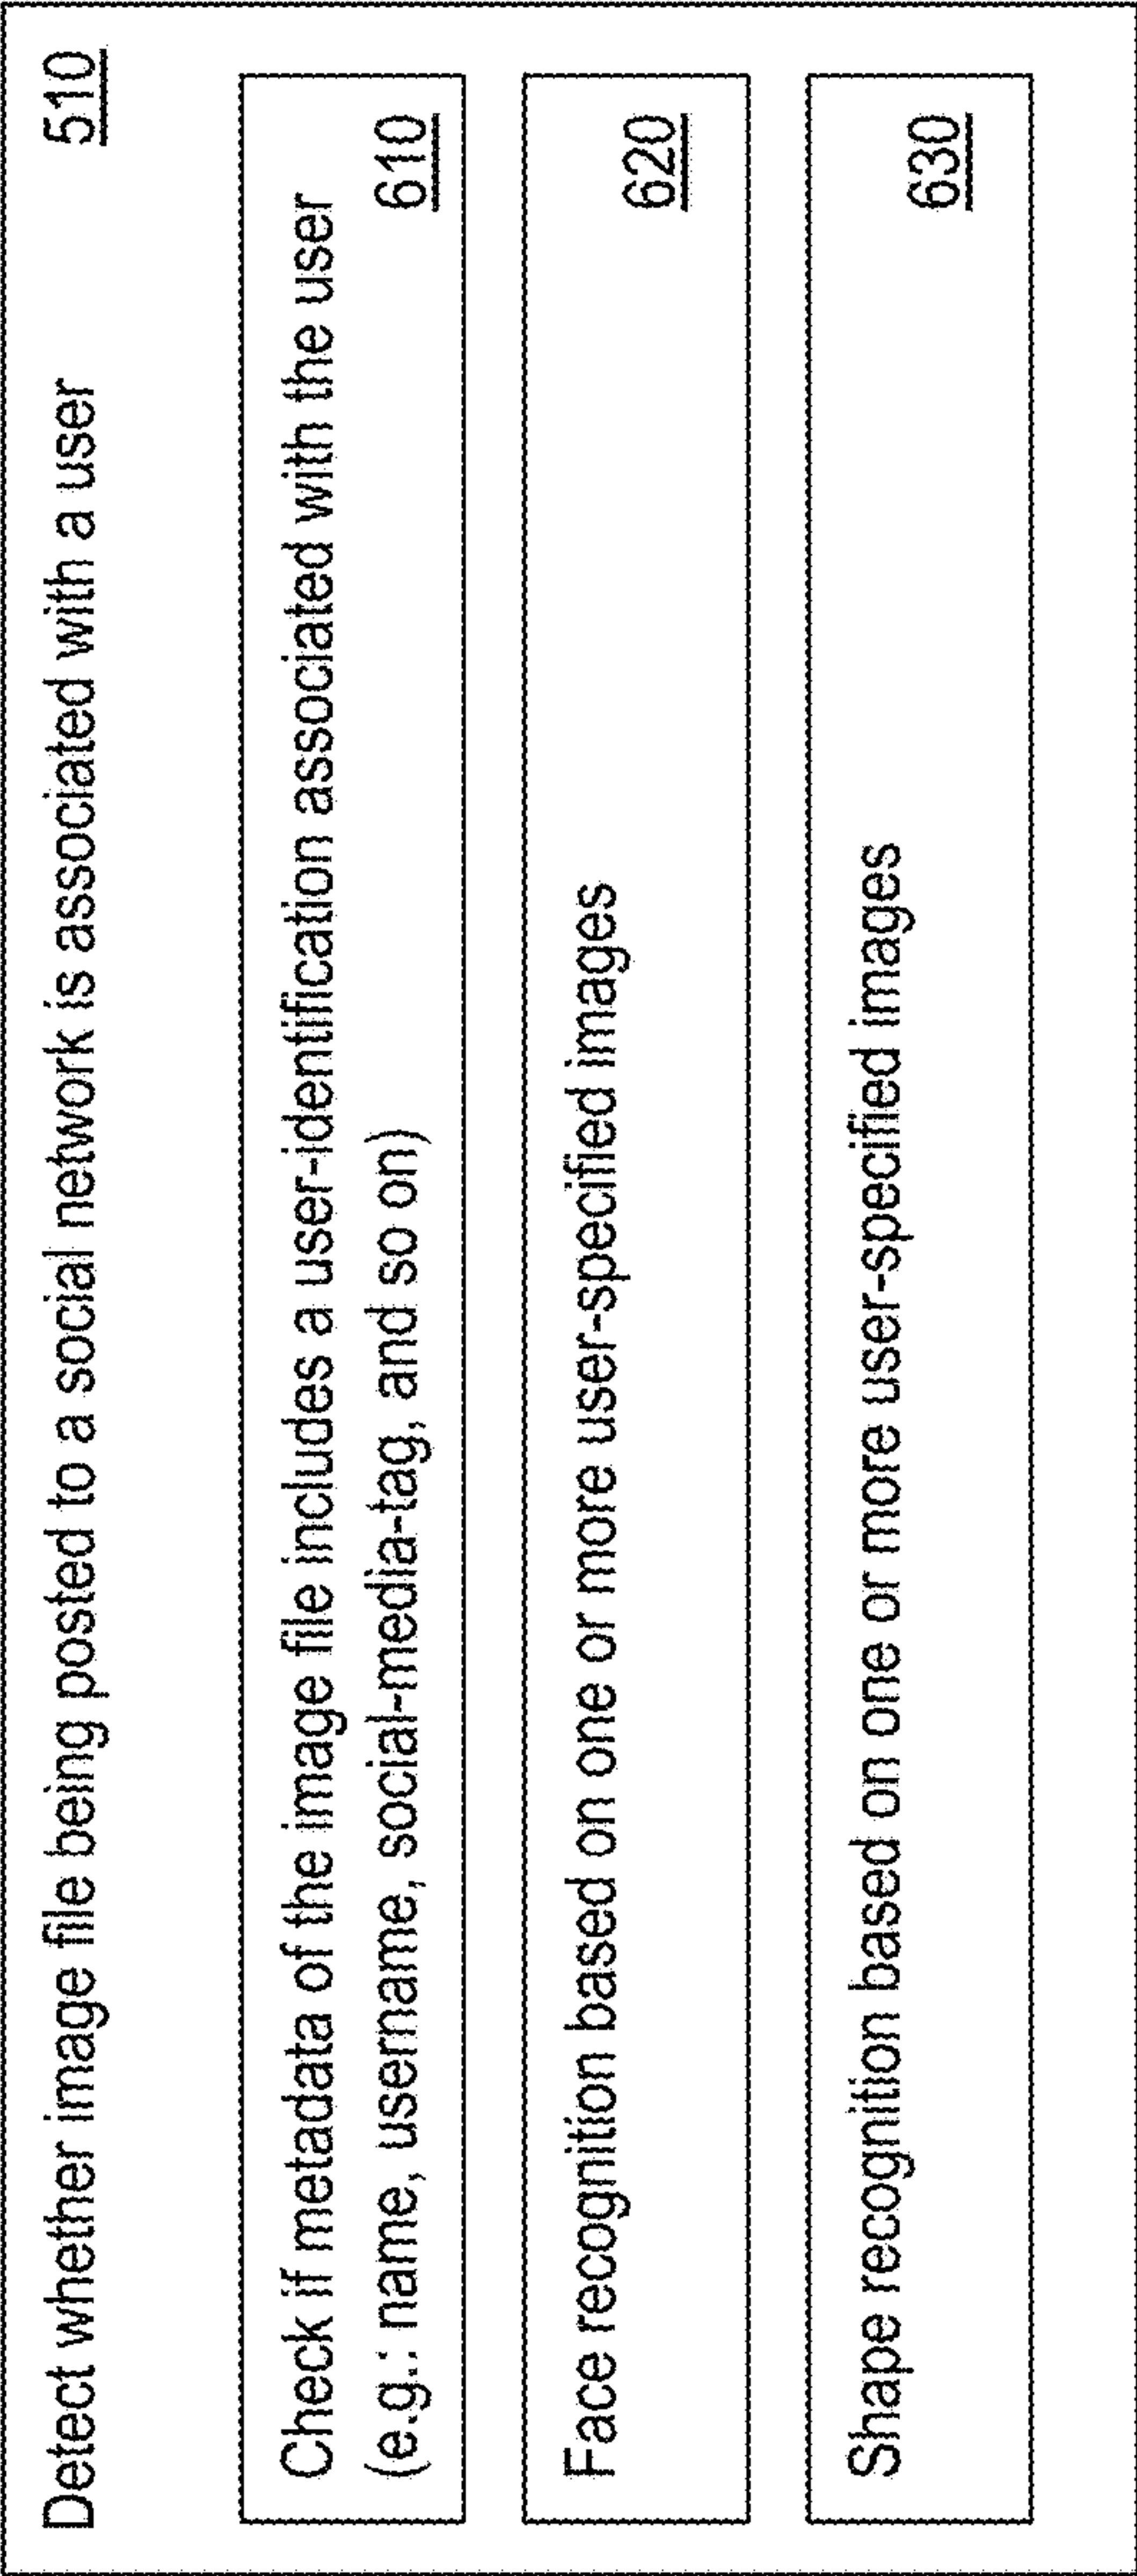 Detect whether image file being posted to a social network is associated with a user 510
Check if metadata of the image file includes a user-identification associated with the user
(e.g.: name, username, social-media-tag, and so on) 610
Face recognition based on one or more user-specified images
620
Shape recognition based on one or more user-specified images
630